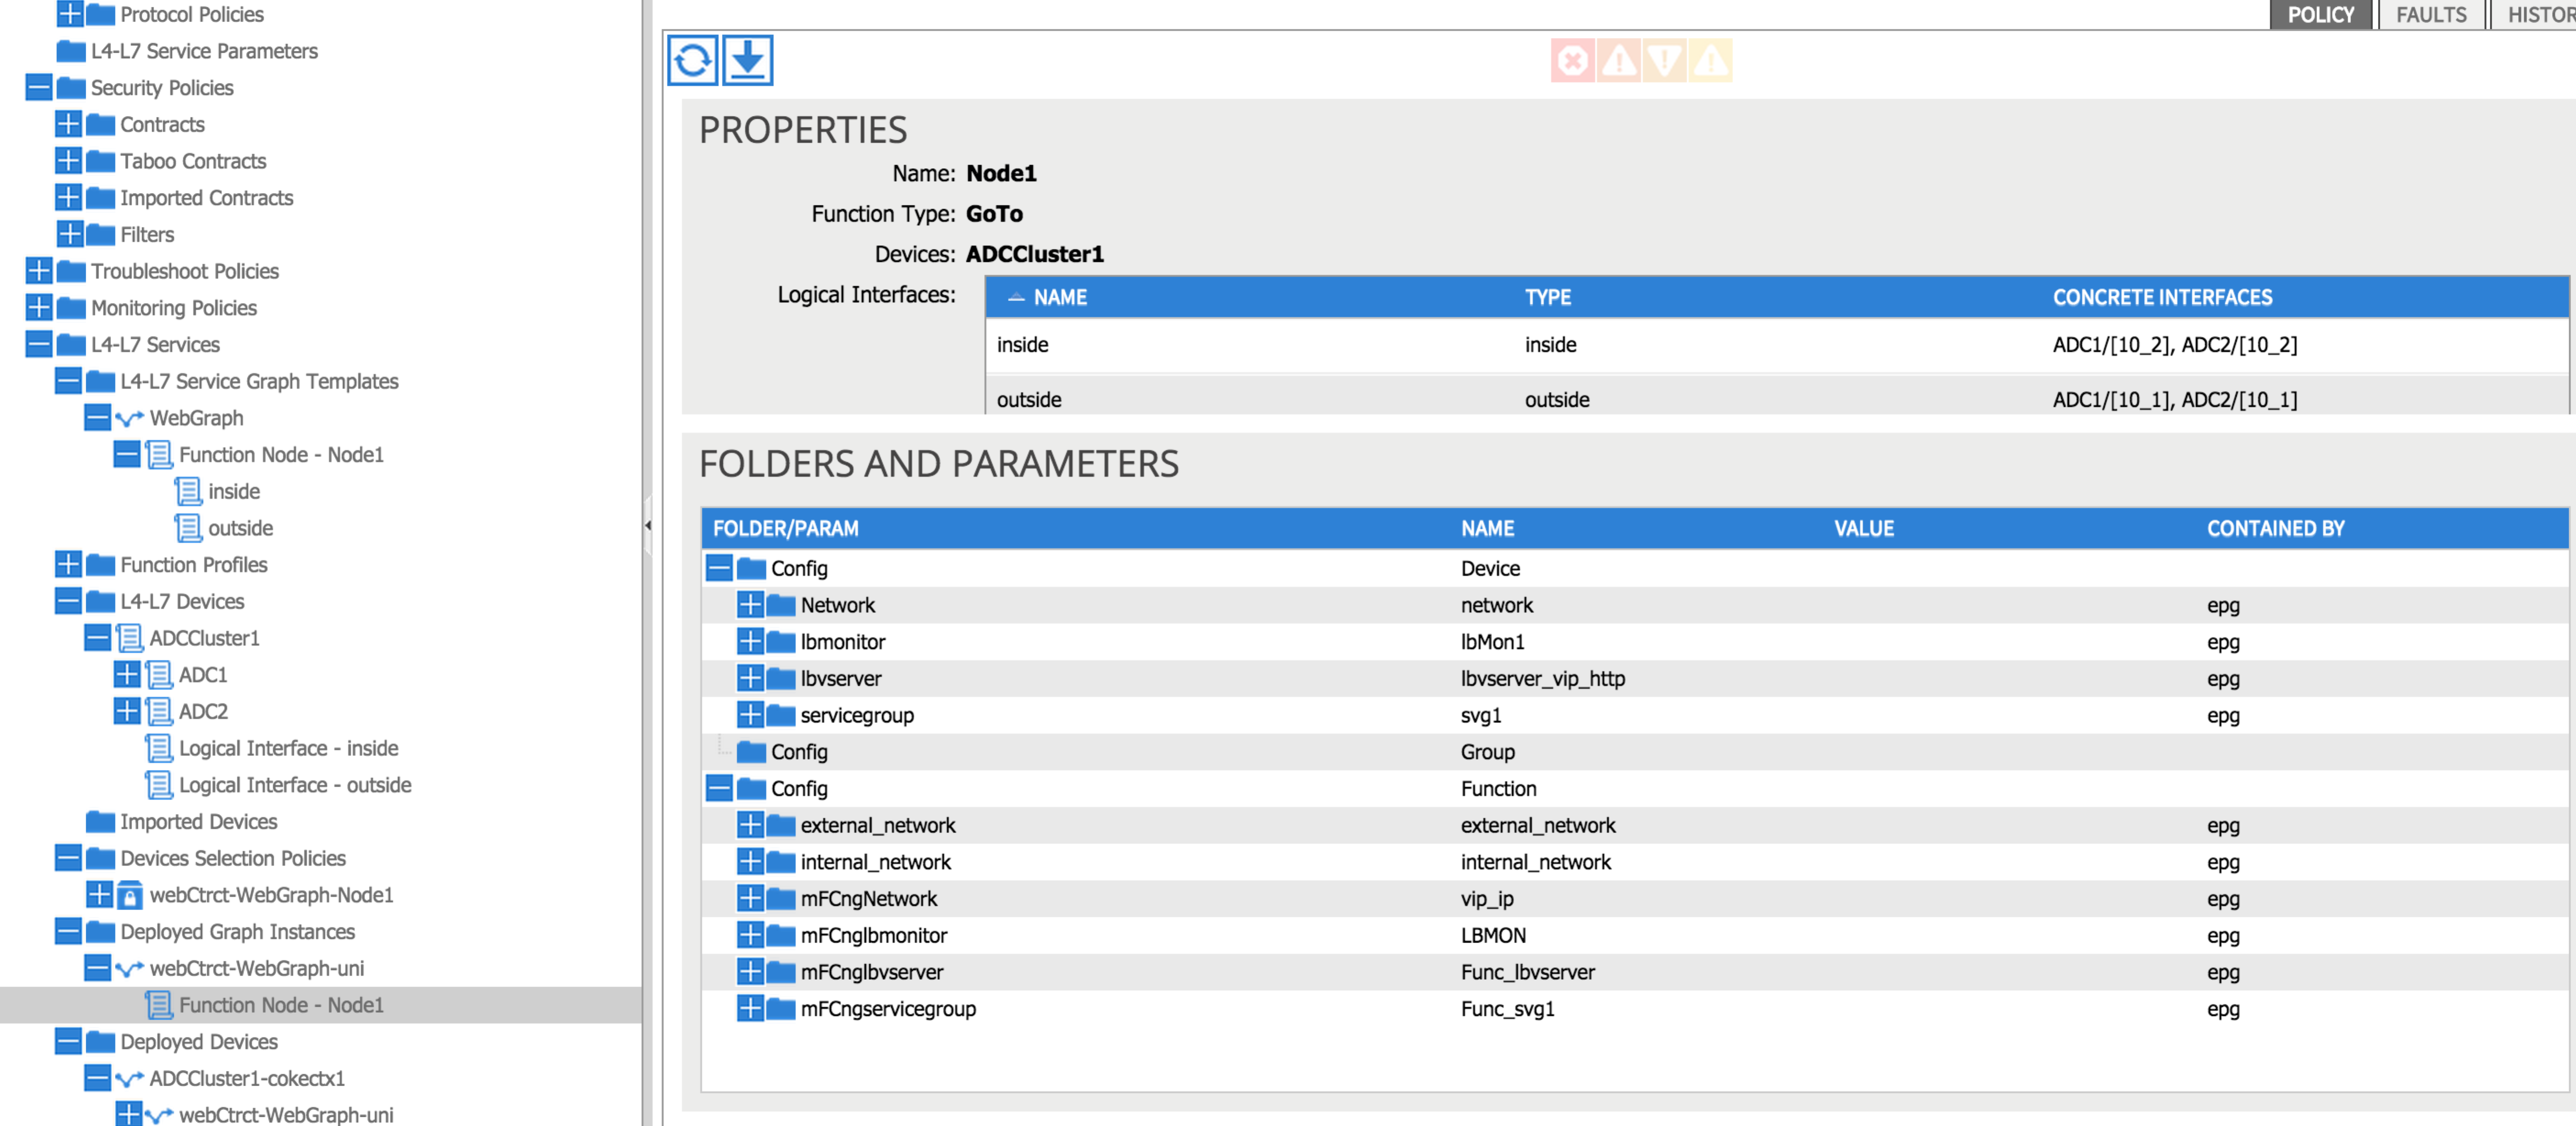 Protocol Policies
L4-L7 Service Parameters
Security Policies
Contracts
Taboo Contracts
Imported Contracts
Filters
Troubleshoot Policies
Monitoring Policies
L4-L7 Services
L4-L7 Service Graph Templates
WebGraph
Function Node - Node1
inside
outside
Function Profiles
L4-L7 Devices
ADCCluster1
ADC1
ADC2
Logical Interface - inside
Logical Interface - outside
Imported Devices
Devices Selection Policies
webCtrct-WebGraph-Node1
Deployed Graph Instances
webCtrct-WebGraph-uni
Function Node - Node1
Deployed Devices
ADCCluster1-cokectx1
webCtrct-WebGraph-uni
POLICY FAULTS HISTOR
PROPERTIES
Name: Node1
Function Type: GoTo
Devices: ADCCluster1
Logical Interfaces:
NAME TYPE CONCRETE INTERFACES
inside inside ADC1/[10_2], ADC2/[10_2]
outside outside ADC1/[10_1], ADC2/[10_1]
FOLDERS AND PARAMETERS
FOLDER/PARAM NAME VALUE CONTAINED BY
Config Device
Network network epg
lbmonitor lbMon1 epg
lbvserver lbvserver_vip_http epg
servicegroup svg1 epg
Config Group
Config Function
external_network external_network epg
internal_network internal_network epg
mFCngNetwork vip_ip epg
mFCnglbmonitor LBMON epg
mFCnglbvserver Func_lbvserver epg
mFCngservicegroup Func_svg1 epg